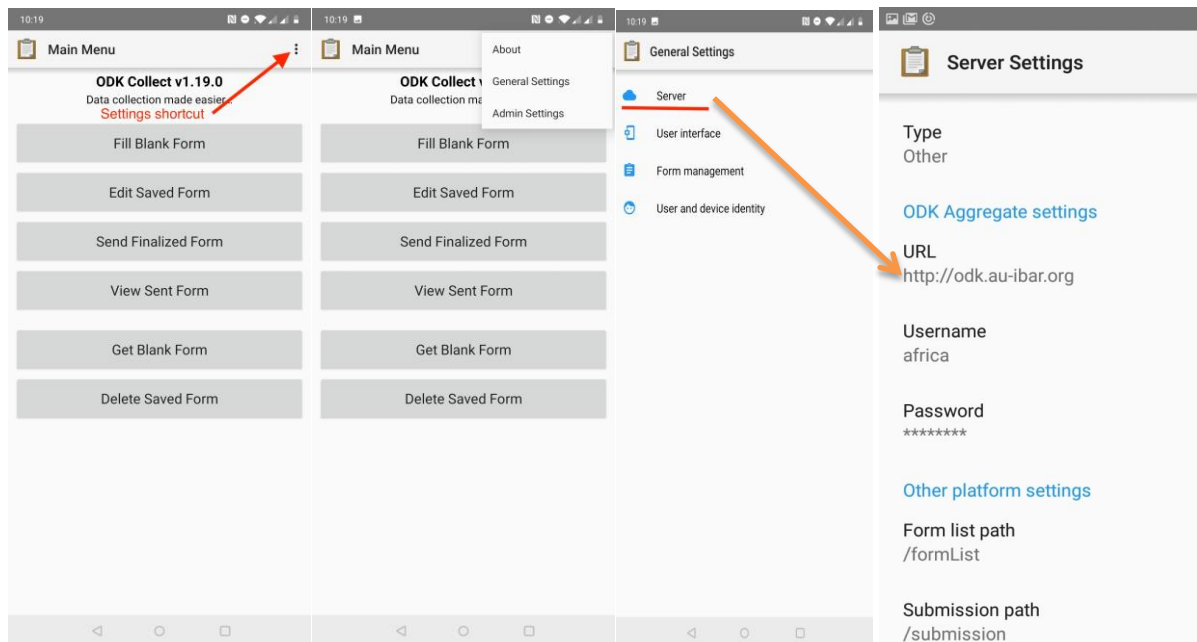 10:19
Main Menu
ODK Collect v1.19.0
Data collection made easier...
Settings shortcut
Fill Blank Form
Edit Saved Form
Send Finalized Form
View Sent Form
Get Blank Form
Delete Saved Form
10:19
Main Menu
About
General Settings
Admin Settings
ODK Collect
Data collection ma
Fill Blank Form
Edit Saved Form
Send Finalized Form
View Sent Form
Get Blank Form
Delete Saved Form
10:19
General Settings
Server
User interface
Form management
User and device identity
Server Settings
Type
Other
ODK Aggregate settings
URL
http://odk.au-ibar.org
Username
africa
Password
********
Other platform settings
Form list path
/formList
Submission path
/submission